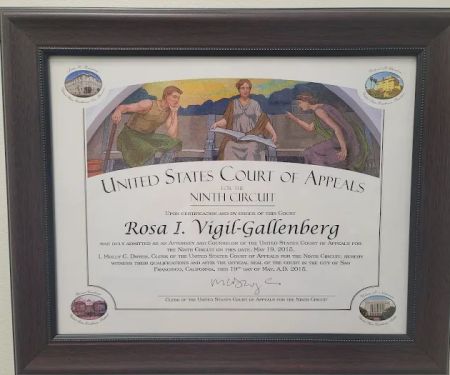 UNITED STATES COURT OF APPEALS
FOR THE
NINTH CIRCUIT
UPON CERTIFICATION AND BY ORDER OF THIS COURT
Rosa I. Vigil-Gallenberg
WAS DULY ADMITTED AS AN ATTORNEY AND COUNSELOR OF THE UNITED STATES COURT OF APPEALS FOR
THE NINTH CIRCUIT ON THIS DATE, MAY 19, 2015.
I, MOLLY C. DWYER, CLERK OF THE UNITED STATES COURT OF APPEALS FOR THE NINTH CIRCUIT, HEREBY
WITNESS THEIR QUALIFICATIONS AND AFFIX THE OFFICIAL SEAL OF THE COURT IN THE CITY OF SAN
FRANCISCO, CALIFORNIA, THIS 19TH DAY OF MAY, A.D. 2015.
CLERK OF THE UNITED STATES COURT OF APPEALS FOR THE NINTH CIRCUIT